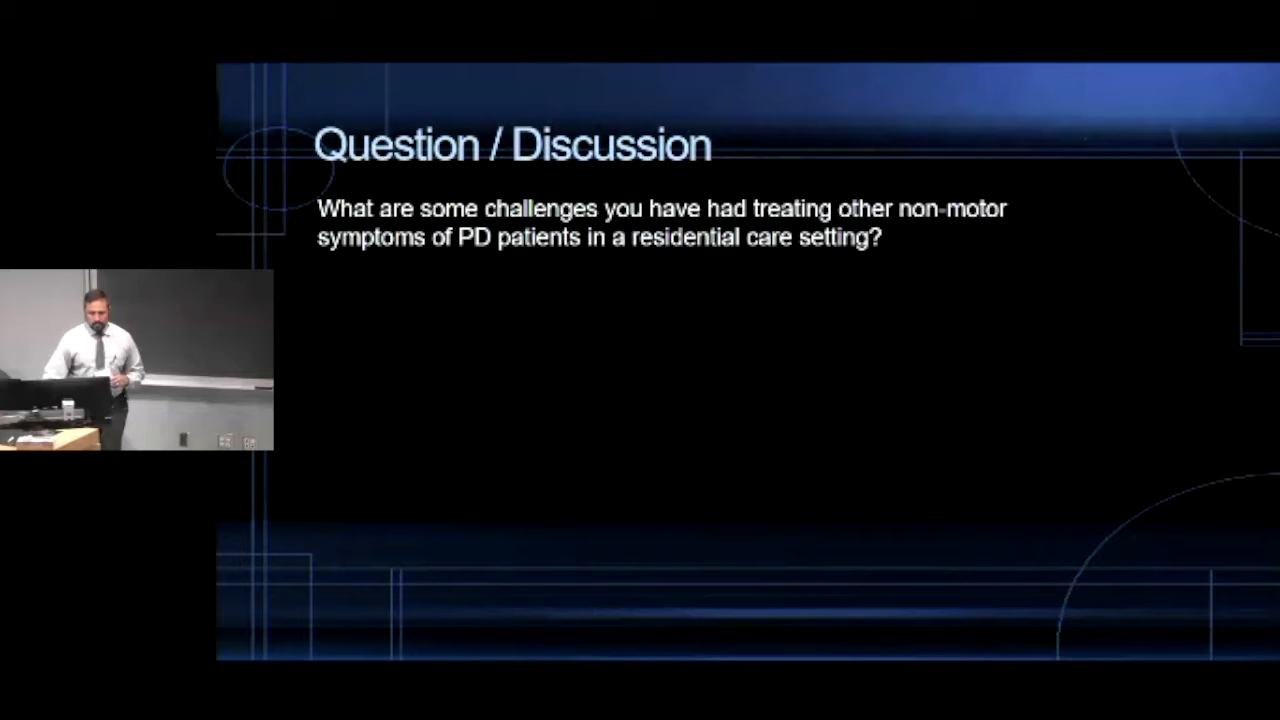 Question / Discussion
What are some challenges you have had treating other non-motor
symptoms of PD patients in a residential care setting?